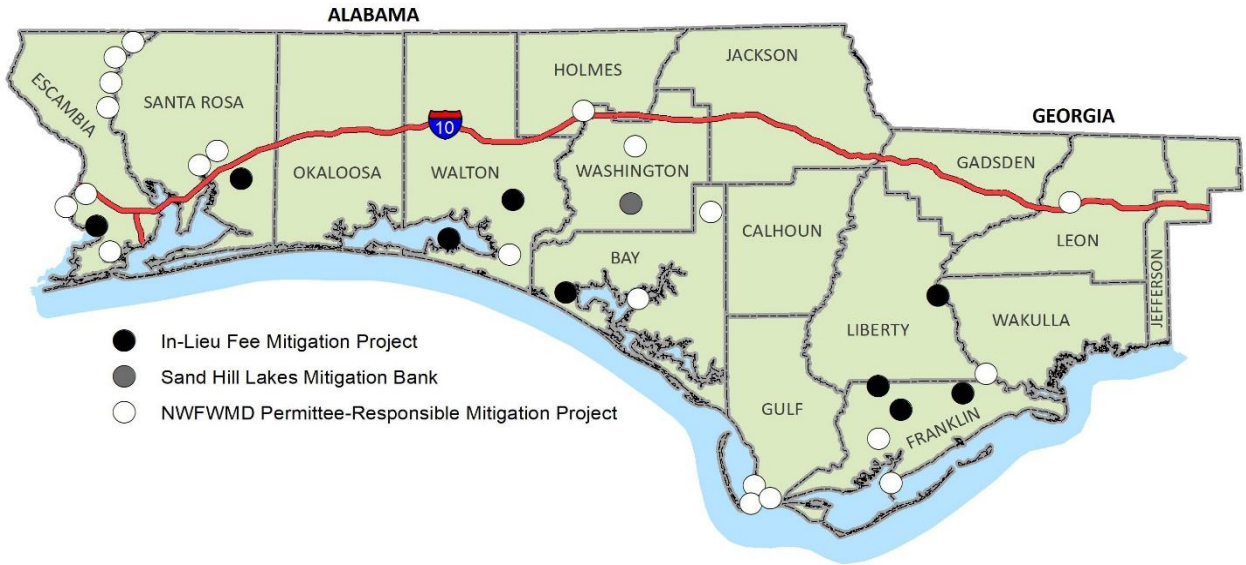 ALABAMA
JACKSON
HOLMES
ESCAMBIA
SANTA ROSA
GEORGIA
10
GADSDEN
OKALOOSA
WALTON
WASHINGTON
CALHOUN
LEON
BAY
JEFFERSON
LIBERTY
WAKULLA
In-Lieu Fee Mitigation Project
Sand Hill Lakes Mitigation Bank
NWFWMD Permittee-Responsible Mitigation Project
GULF
FRANKLIN